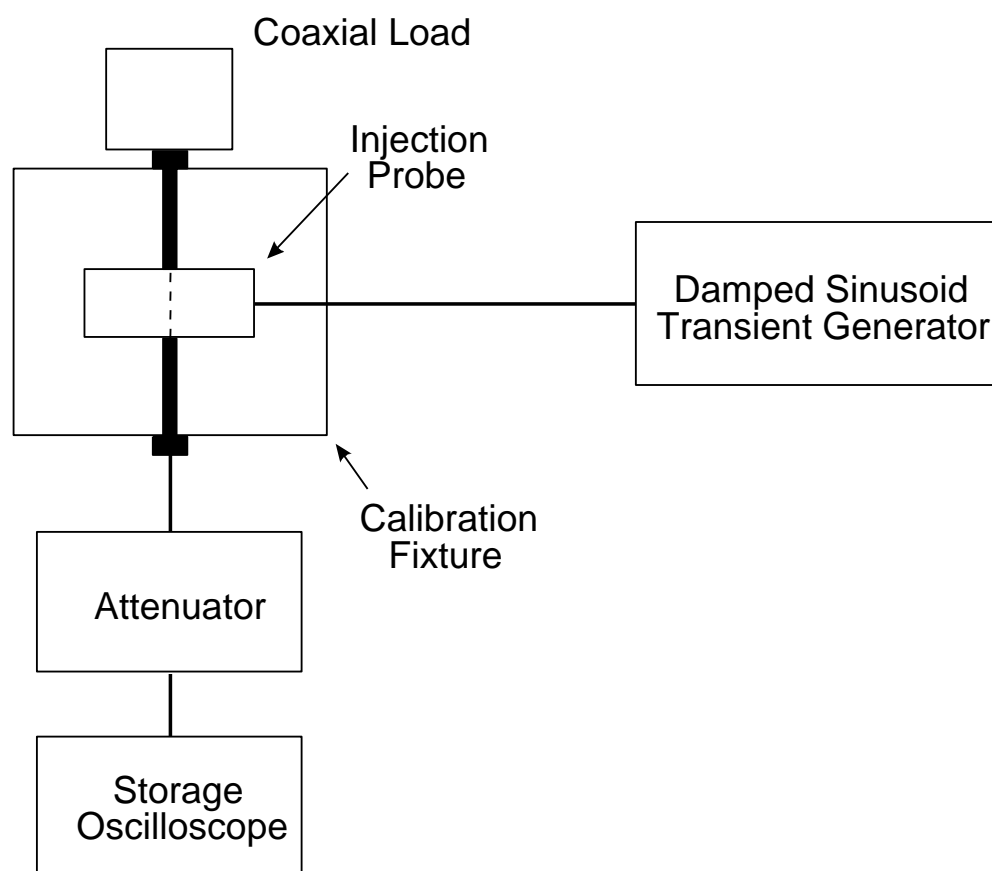 Coaxial Load
Injection
Probe
Damped Sinusoid
Transient Generator
Calibration
Fixture
Attenuator
Storage
Oscilloscope